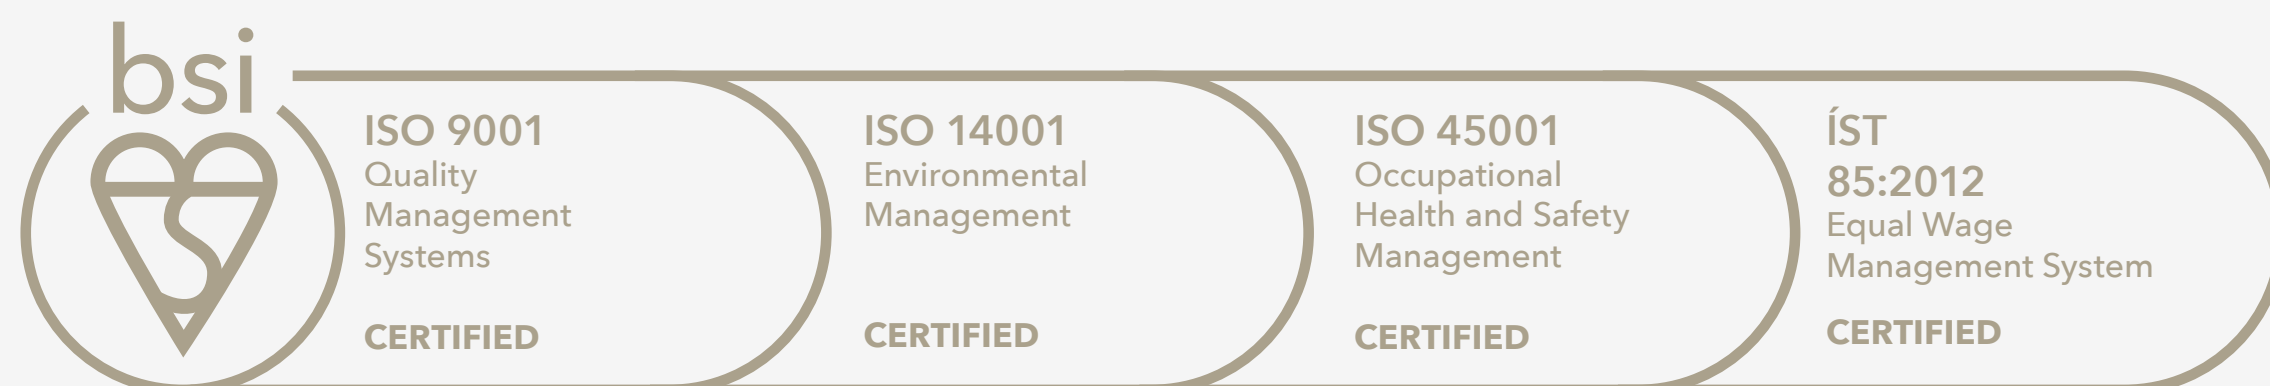 bsi
ISO 9001
Quality
Management
Systems
CERTIFIED
ISO 14001
Environmental
Management
CERTIFIED
ISO 45001
Occupational
Health and Safety
Management
CERTIFIED
ÍST
85:2012
Equal Wage
Management System
CERTIFIED